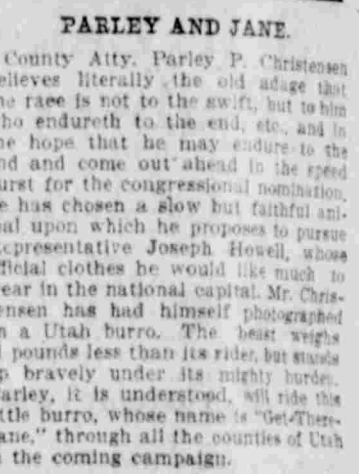 PARLEY AND JANE.
County Atty. Parley P. Christensen
elieves literally the old adage that
he race is not to the swift, but to him
ho endureth to the end, etc., and in
he hope that he may endure to the
nd and come out ahead in the speed
urst for the congressional nomination,
e has chosen a slow but faithful ani-
al upon which he proposes to pursue
epresentative Joseph Howell, whose
fficial clothes he would like much to
ear in the national capital. Mr. Chris-
ensen has had himself photographed
n a Utah burro. The beast weighs
pounds less than its rider, but stands
p bravely under its mighty burden.
arley, it is understood, will ride this
ttle burro, whose name is "Get-There-
ane," through all the counties of Utah
n the coming campaign.